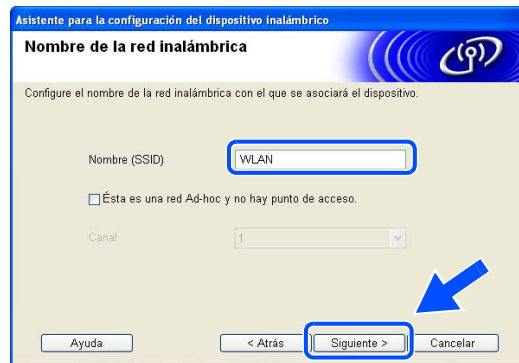 Asistente para la configuración del dispositivo inalámbrico
Nombre de la red inalámbrica
Configure el nombre de la red inalámbrica con el que se asociará el dispositivo.
Nombre (SSID) WLAN
Ésta es una red Ad-hoc y no hay punto de acceso.
Canal 1
Ayuda < Atrás Siguiente > Cancelar